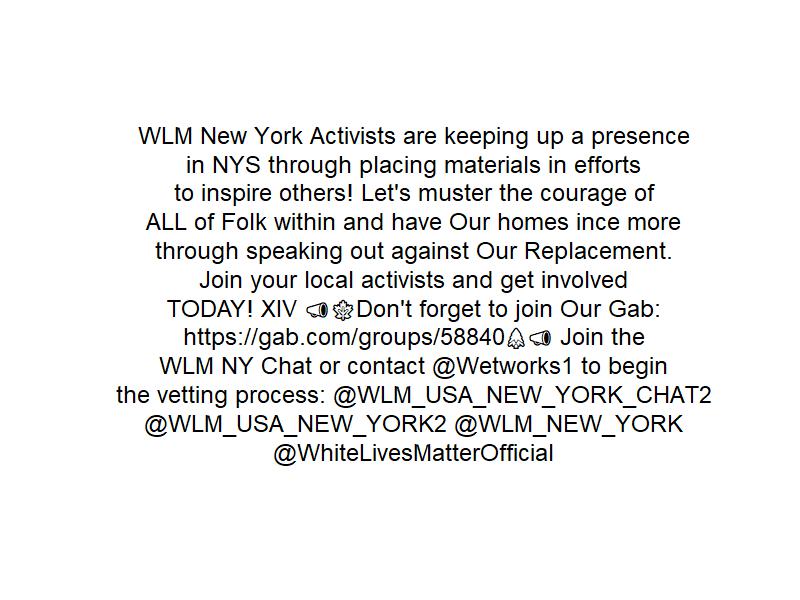 WLM New York Activists are keeping up a presence
in NYS through placing materials in efforts
to inspire others! Let's muster the courage of
ALL of Folk within and have Our homes ince more
through speaking out against Our Replacement.
Join your local activists and get involved
TODAY! XIV 📣🍁Don't forget to join Our Gab:
https://gab.com/groups/58840🌲📣 Join the
WLM NY Chat or contact @Wetworks1 to begin
the vetting process: @WLM_USA_NEW_YORK_CHAT2
@WLM_USA_NEW_YORK2 @WLM_NEW_YORK
@WhiteLivesMatterOfficial